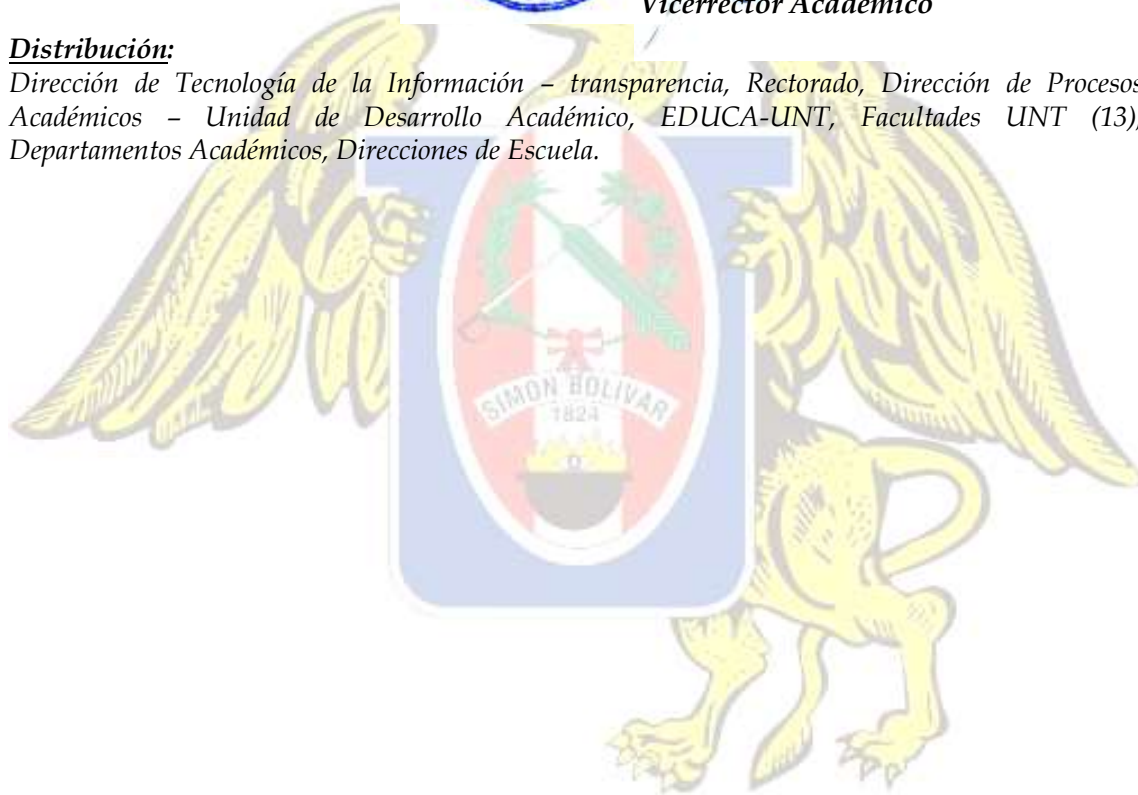 Vicerrector Académico
Distribución:
Dirección de Tecnología de la Información – transparencia, Rectorado, Dirección de Procesos
Académicos – Unidad de Desarrollo Académico, EDUCA-UNT, Facultades UNT (13),
Departamentos Académicos, Direcciones de Escuela.
SIMON BOLIVAR
1824